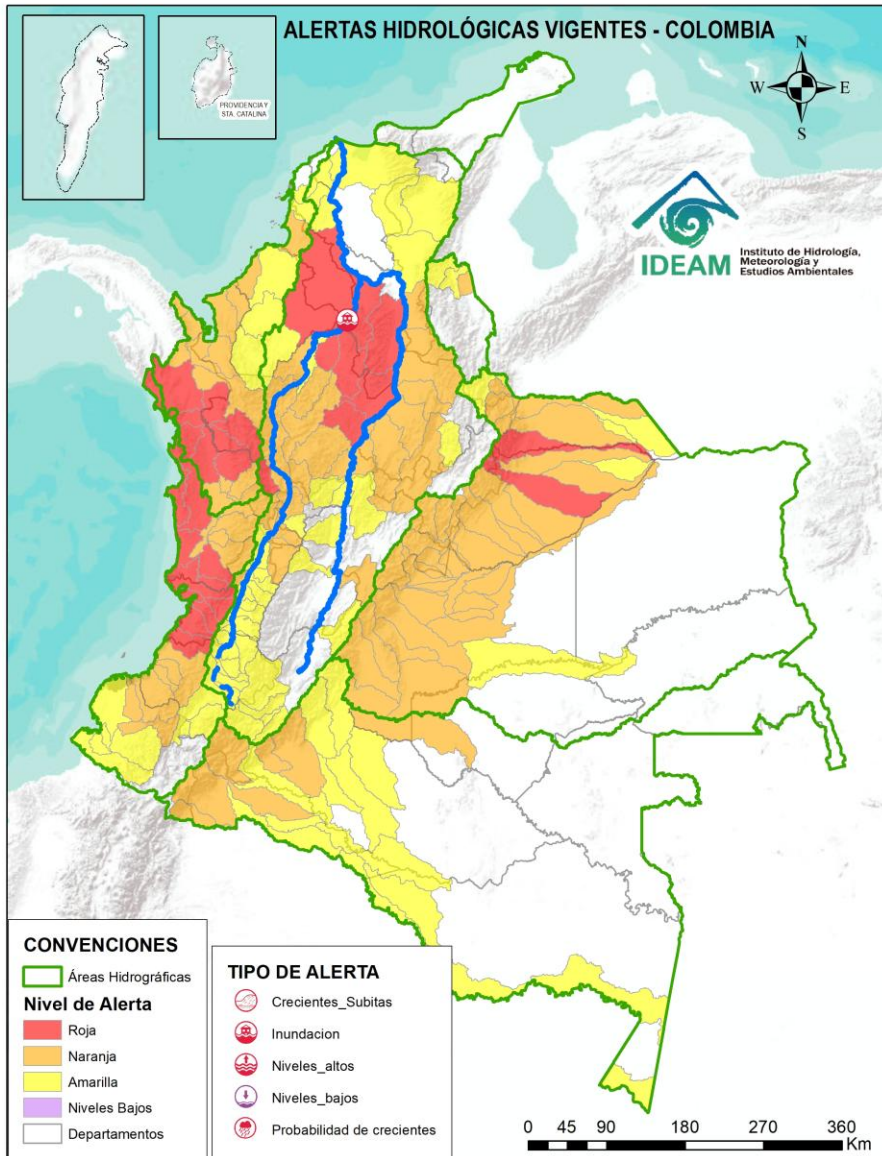 ALERTAS HIDROLÓGICAS VIGENTES - COLOMBIA
PROVIDENCIA Y
STA. CATALINA
N
W
E
S
IDEAM
Instituto de Hidrología,
Meteorología y
Estudios Ambientales
CONVENCIONES
Áreas Hidrográficas
Nivel de Alerta
Roja
Naranja
Amarilla
Niveles Bajos
Departamentos
TIPO DE ALERTA
Crecientes_Subitas
Inundacion
Niveles_altos
Niveles_bajos
Probabilidad de crecientes
0 45 90 180 270 360
Km